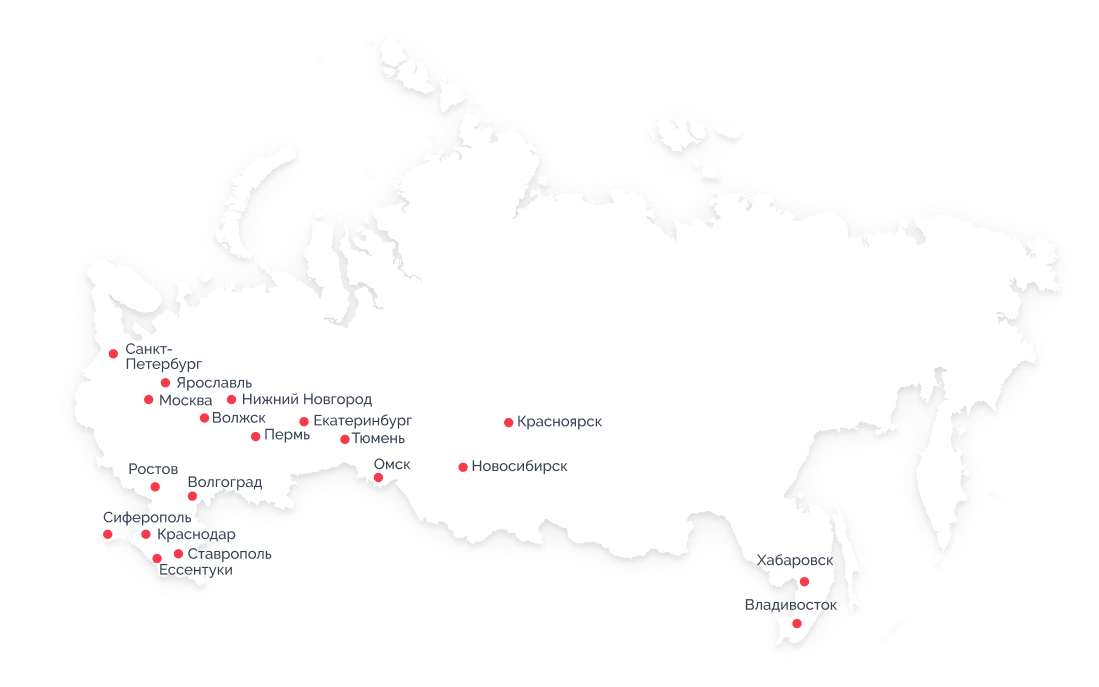 Санкт-
Петербург
Ярославль
Москва
Нижний Новгород
Волжск
Екатеринбург
Красноярск
Пермь
Тюмень
Омск
Новосибирск
Ростов
Волгоград
Сиферополь
Краснодар
Ставрополь
Ессентуки
Хабаровск
Владивосток